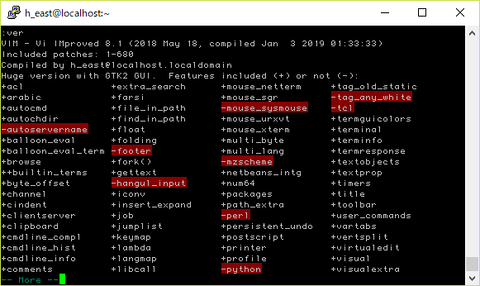 h_east@localhost:~
:ver
VIM - Vi IMproved 8.1 (2018 May 18, compiled Jan  3 2019 01:33:33)
Included patches: 1-680
Compiled by h_east@localhost.localdomain
Huge version with GTK2 GUI.  Features included (+) or not (-):
+acl +extra_search +mouse_netterm +tag_old_static
+arabic +farsi +mouse_sgr -tag_any_white
+autocmd +file_in_path -mouse_sysmouse -tcl
+autochdir +find_in_path +mouse_urxvt +termguicolors
-autoservername +float +mouse_xterm +terminal
+balloon_eval +folding +multi_byte +terminfo
+balloon_eval_term -footer +multi_lang +termresponse
+browse +fork() -mzscheme +textobjects
++builtin_terms +gettext +netbeans_intg +textprop
+byte_offset -hangul_input +num64 +timers
+channel +iconv +packages +title
+cindent +insert_expand +path_extra +toolbar
+clientserver +job -perl +user_commands
+clipboard +jumplist +persistent_undo +vartabs
+cmdline_compl +keymap +postscript +vertsplit
+cmdline_hist +lambda +printer +virtualedit
+cmdline_info +langmap +profile +visual
+comments +libcall -python +visualextra
-- More --